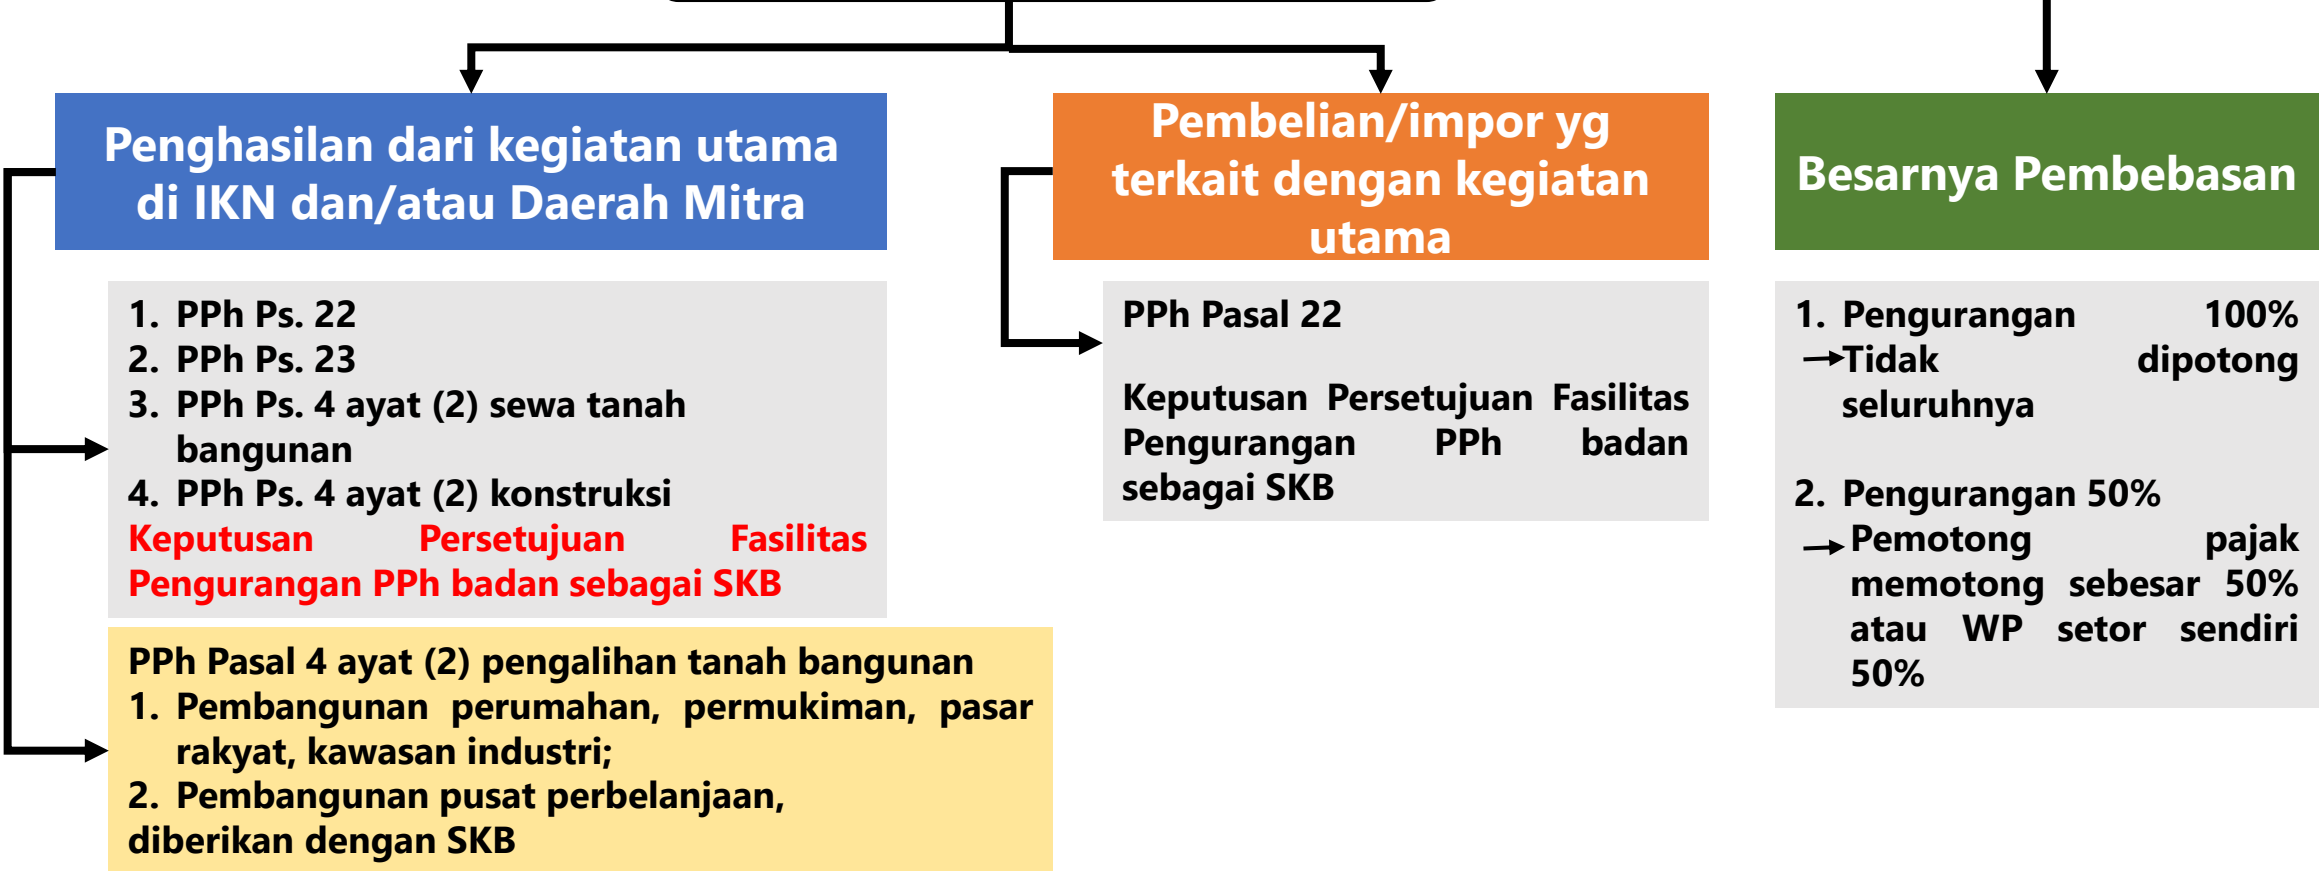 Penghasilan dari kegiatan utama
di IKN dan/atau Daerah Mitra
1. PPh Ps. 22
2. PPh Ps. 23
3. PPh Ps. 4 ayat (2) sewa tanah
bangunan
4. PPh Ps. 4 ayat (2) konstruksi
Keputusan Persetujuan Fasilitas
Pengurangan PPh badan sebagai SKB
PPh Pasal 4 ayat (2) pengalihan tanah bangunan
1. Pembangunan perumahan, permukiman, pasar
rakyat, kawasan industri;
2. Pembangunan pusat perbelanjaan,
diberikan dengan SKB
Pembelian/impor yg
terkait dengan kegiatan
utama
PPh Pasal 22
Keputusan Persetujuan Fasilitas
Pengurangan PPh badan
sebagai SKB
Besarnya Pembebasan
1. Pengurangan 100%
Tidak dipotong
seluruhnya
2. Pengurangan 50%
Pemotong pajak
memotong sebesar 50%
atau WP setor sendiri
50%